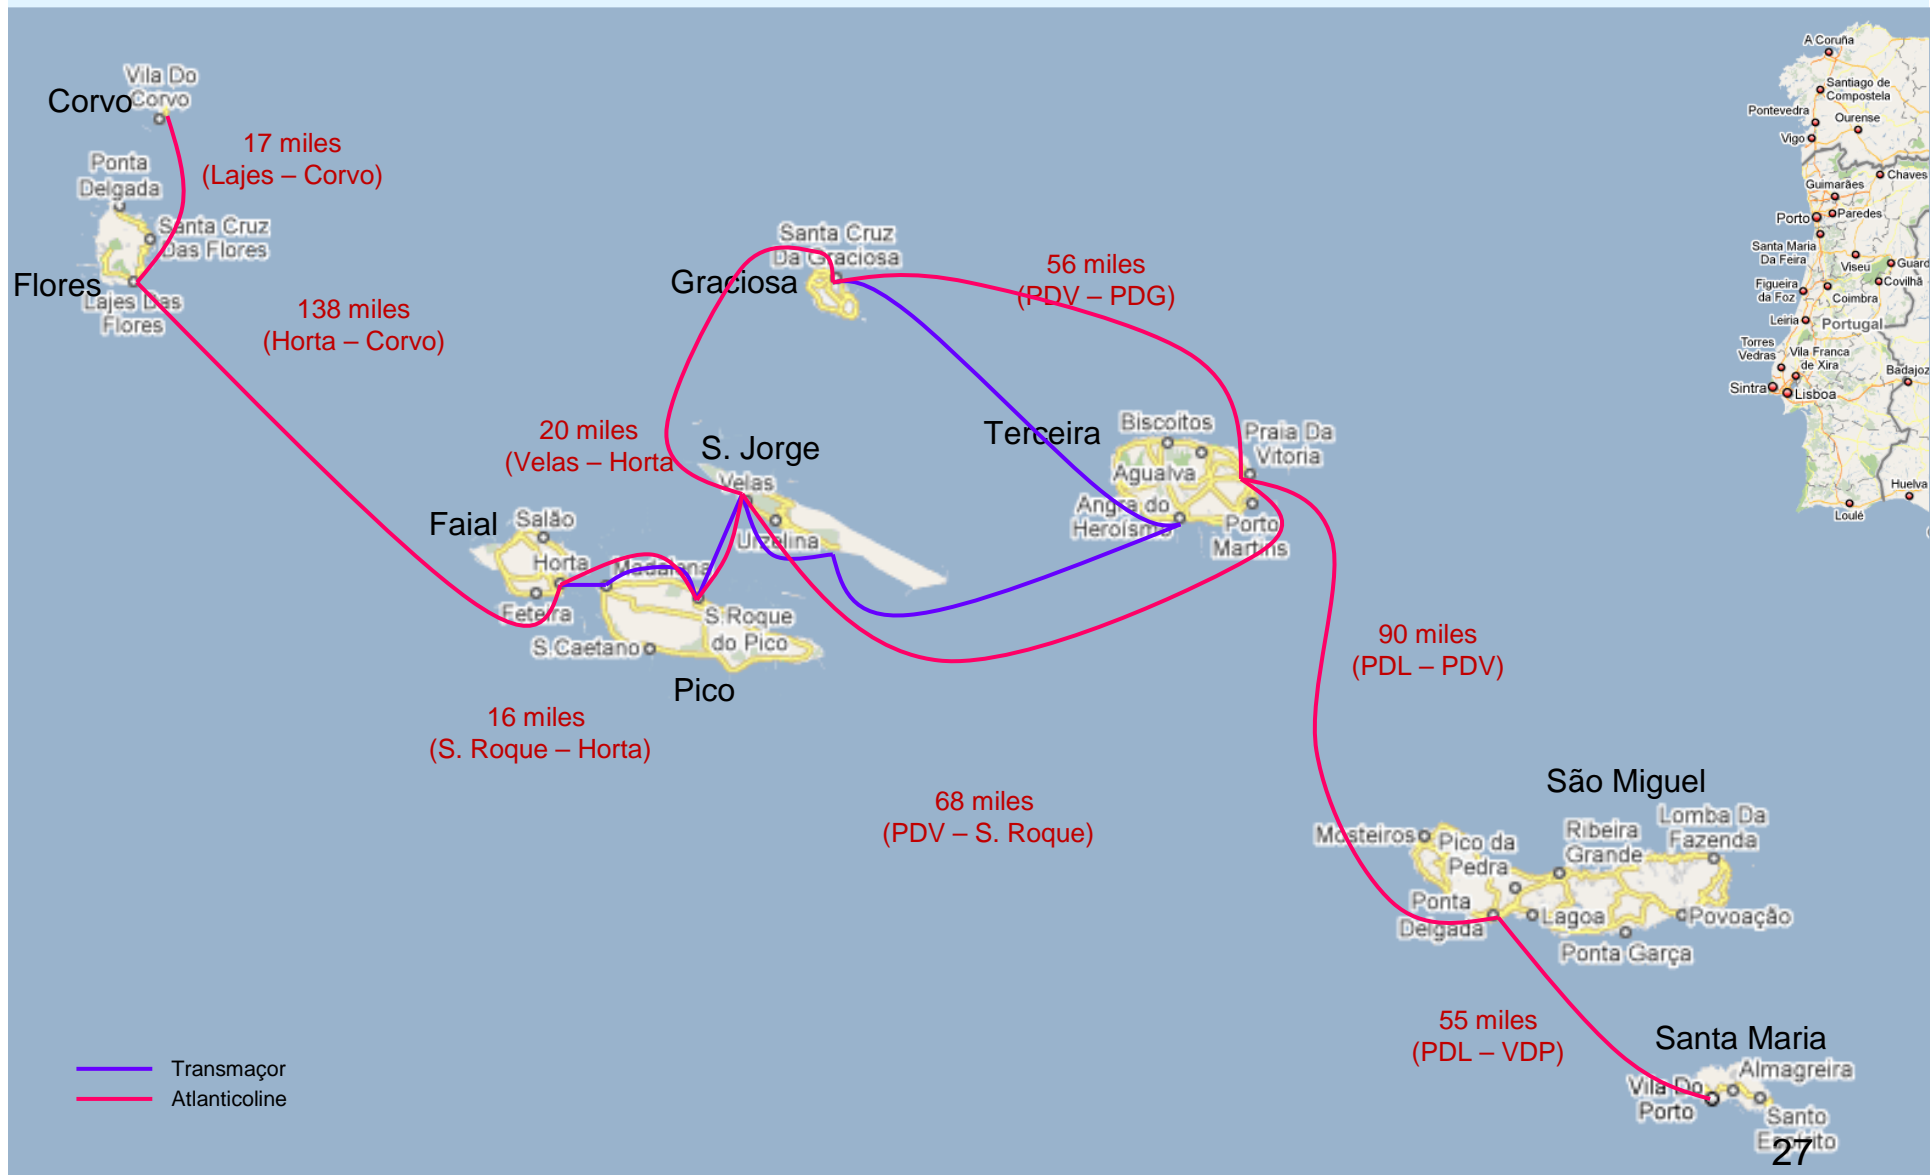 Vila Do
Corvo
Corvo
17 miles
(Lajes – Corvo)
Ponta
Delgada
Santa Cruz
Das Flores
Flores
Lajes Das
Flores
138 miles
(Horta – Corvo)
Santa Cruz
Da Graciosa
Graciosa
56 miles
(PDV – PDG)
20 miles
(Velas – Horta
S. Jorge
Velas
Urzelina
Terceira
Biscoitos
Praia Da
Vitoria
Agualva
Angra do
Heroísmo
Porto
Martins
Faial
Salão
Horta
Feteira
Madalena
S.Roque
do Pico
S.Caetano
Pico
16 miles
(S. Roque – Horta)
68 miles
(PDV – S. Roque)
90 miles
(PDL – PDV)
São Miguel
Mosteiros
Pico da
Pedra
Ribeira
Grande
Lomba Da
Fazenda
Ponta
Delgada
Lagoa
Povoação
Ponta Garça
55 miles
(PDL – VDP)
Santa Maria
Almagreira
Vila Do
Porto
Santo
Espírito
Transmaçor
Atlanticoline
27
A Coruña
Santiago de
Compostela
Pontevedra
Ourense
Vigo
Chaves
Guimarães
Porto
Paredes
Santa Maria
Da Feira
Viseu
Guard
Covilhã
Figueira
da Foz
Coimbra
Leiria
Portugal
Torres
Vedras
Vila Franca
de Xira
Badajoz
Sintra
Lisboa
Huelva
Loulé